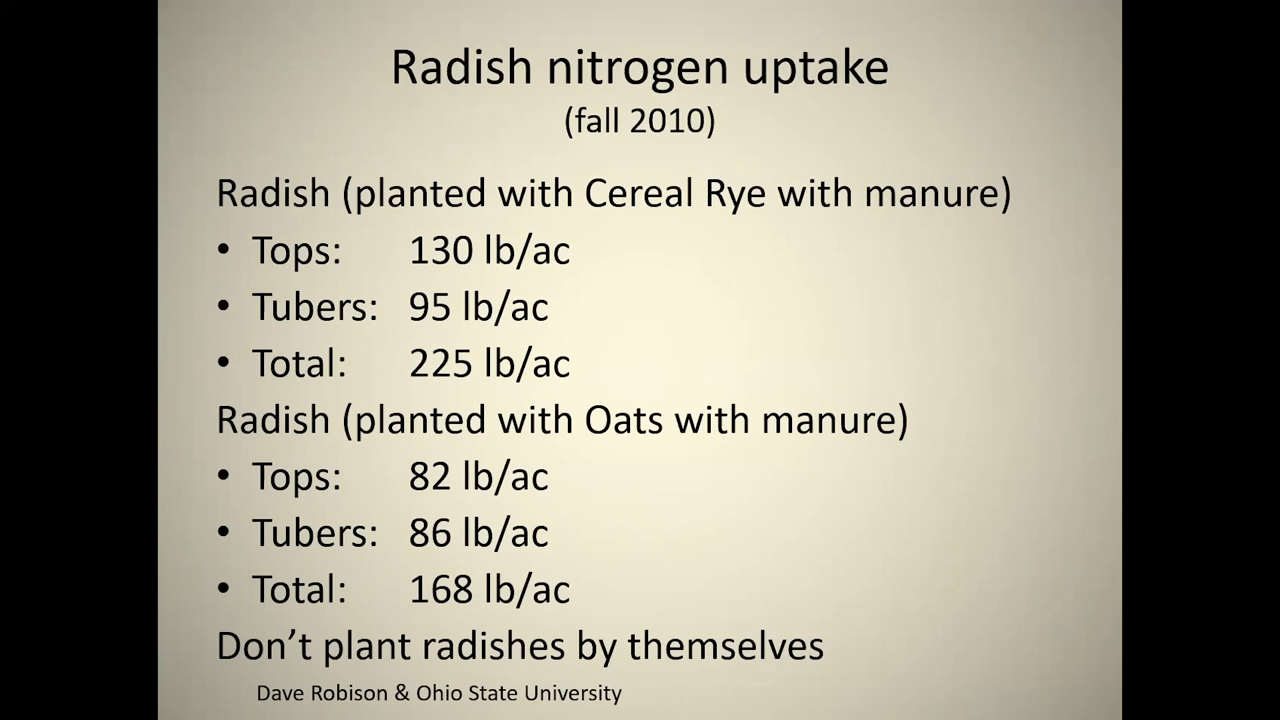 Radish nitrogen uptake
(fall 2010)
Radish (planted with Cereal Rye with manure)
• Tops: 130 lb/ac
• Tubers: 95 lb/ac
• Total: 225 lb/ac
Radish (planted with Oats with manure)
• Tops: 82 lb/ac
• Tubers: 86 lb/ac
• Total: 168 lb/ac
Don’t plant radishes by themselves
Dave Robison & Ohio State University